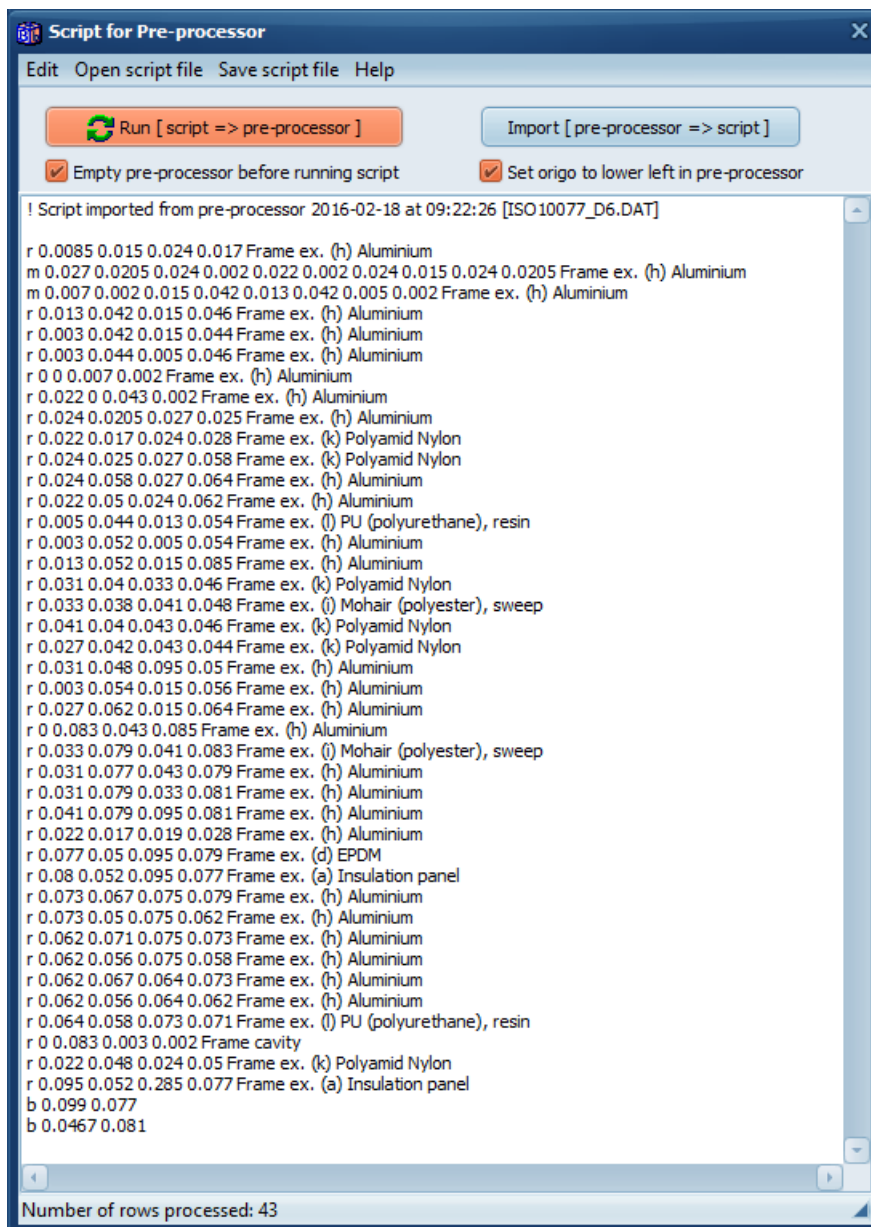 Script for Pre-processor
Edit Open script file Save script file Help
Run [ script => pre-processor ] Import [ pre-processor => script ]
Empty pre-processor before running script Set origo to lower left in pre-processor
! Script imported from pre-processor 2016-02-18 at 09:22:26 [ISO10077_D6.DAT]
r 0.0085 0.015 0.024 0.017 Frame ex. (h) Aluminium
m 0.027 0.0205 0.024 0.002 0.022 0.002 0.024 0.015 0.024 0.0205 Frame ex. (h) Aluminium
m 0.007 0.002 0.015 0.042 0.013 0.042 0.005 0.002 Frame ex. (h) Aluminium
r 0.013 0.042 0.015 0.046 Frame ex. (h) Aluminium
r 0.003 0.042 0.015 0.044 Frame ex. (h) Aluminium
r 0.003 0.044 0.005 0.046 Frame ex. (h) Aluminium
r 0 0 0.007 0.002 Frame ex. (h) Aluminium
r 0.022 0 0.043 0.002 Frame ex. (h) Aluminium
r 0.024 0.0205 0.027 0.025 Frame ex. (h) Aluminium
r 0.022 0.017 0.024 0.028 Frame ex. (k) Polyamid Nylon
r 0.024 0.025 0.027 0.058 Frame ex. (k) Polyamid Nylon
r 0.024 0.058 0.027 0.064 Frame ex. (h) Aluminium
r 0.022 0.05 0.024 0.062 Frame ex. (h) Aluminium
r 0.005 0.044 0.013 0.054 Frame ex. (l) PU (polyurethane), resin
r 0.003 0.052 0.005 0.054 Frame ex. (h) Aluminium
r 0.013 0.052 0.015 0.085 Frame ex. (h) Aluminium
r 0.031 0.04 0.033 0.046 Frame ex. (k) Polyamid Nylon
r 0.033 0.038 0.041 0.048 Frame ex. (i) Mohair (polyester), sweep
r 0.041 0.04 0.043 0.046 Frame ex. (k) Polyamid Nylon
r 0.027 0.042 0.043 0.044 Frame ex. (k) Polyamid Nylon
r 0.031 0.048 0.095 0.05 Frame ex. (h) Aluminium
r 0.003 0.054 0.015 0.056 Frame ex. (h) Aluminium
r 0.027 0.062 0.015 0.064 Frame ex. (h) Aluminium
r 0 0.083 0.043 0.085 Frame ex. (h) Aluminium
r 0.033 0.079 0.041 0.083 Frame ex. (i) Mohair (polyester), sweep
r 0.031 0.077 0.043 0.079 Frame ex. (h) Aluminium
r 0.031 0.079 0.033 0.081 Frame ex. (h) Aluminium
r 0.041 0.079 0.095 0.081 Frame ex. (h) Aluminium
r 0.022 0.017 0.019 0.028 Frame ex. (h) Aluminium
r 0.077 0.05 0.095 0.079 Frame ex. (d) EPDM
r 0.08 0.052 0.095 0.077 Frame ex. (a) Insulation panel
r 0.073 0.067 0.075 0.079 Frame ex. (h) Aluminium
r 0.073 0.05 0.075 0.062 Frame ex. (h) Aluminium
r 0.062 0.071 0.075 0.073 Frame ex. (h) Aluminium
r 0.062 0.056 0.075 0.058 Frame ex. (h) Aluminium
r 0.062 0.067 0.064 0.073 Frame ex. (h) Aluminium
r 0.062 0.056 0.064 0.062 Frame ex. (h) Aluminium
r 0.064 0.058 0.073 0.071 Frame ex. (l) PU (polyurethane), resin
r 0 0.083 0.003 0.002 Frame cavity
r 0.022 0.048 0.024 0.05 Frame ex. (k) Polyamid Nylon
r 0.095 0.052 0.285 0.077 Frame ex. (a) Insulation panel
b 0.099 0.077
b 0.0467 0.081
Number of rows processed: 43